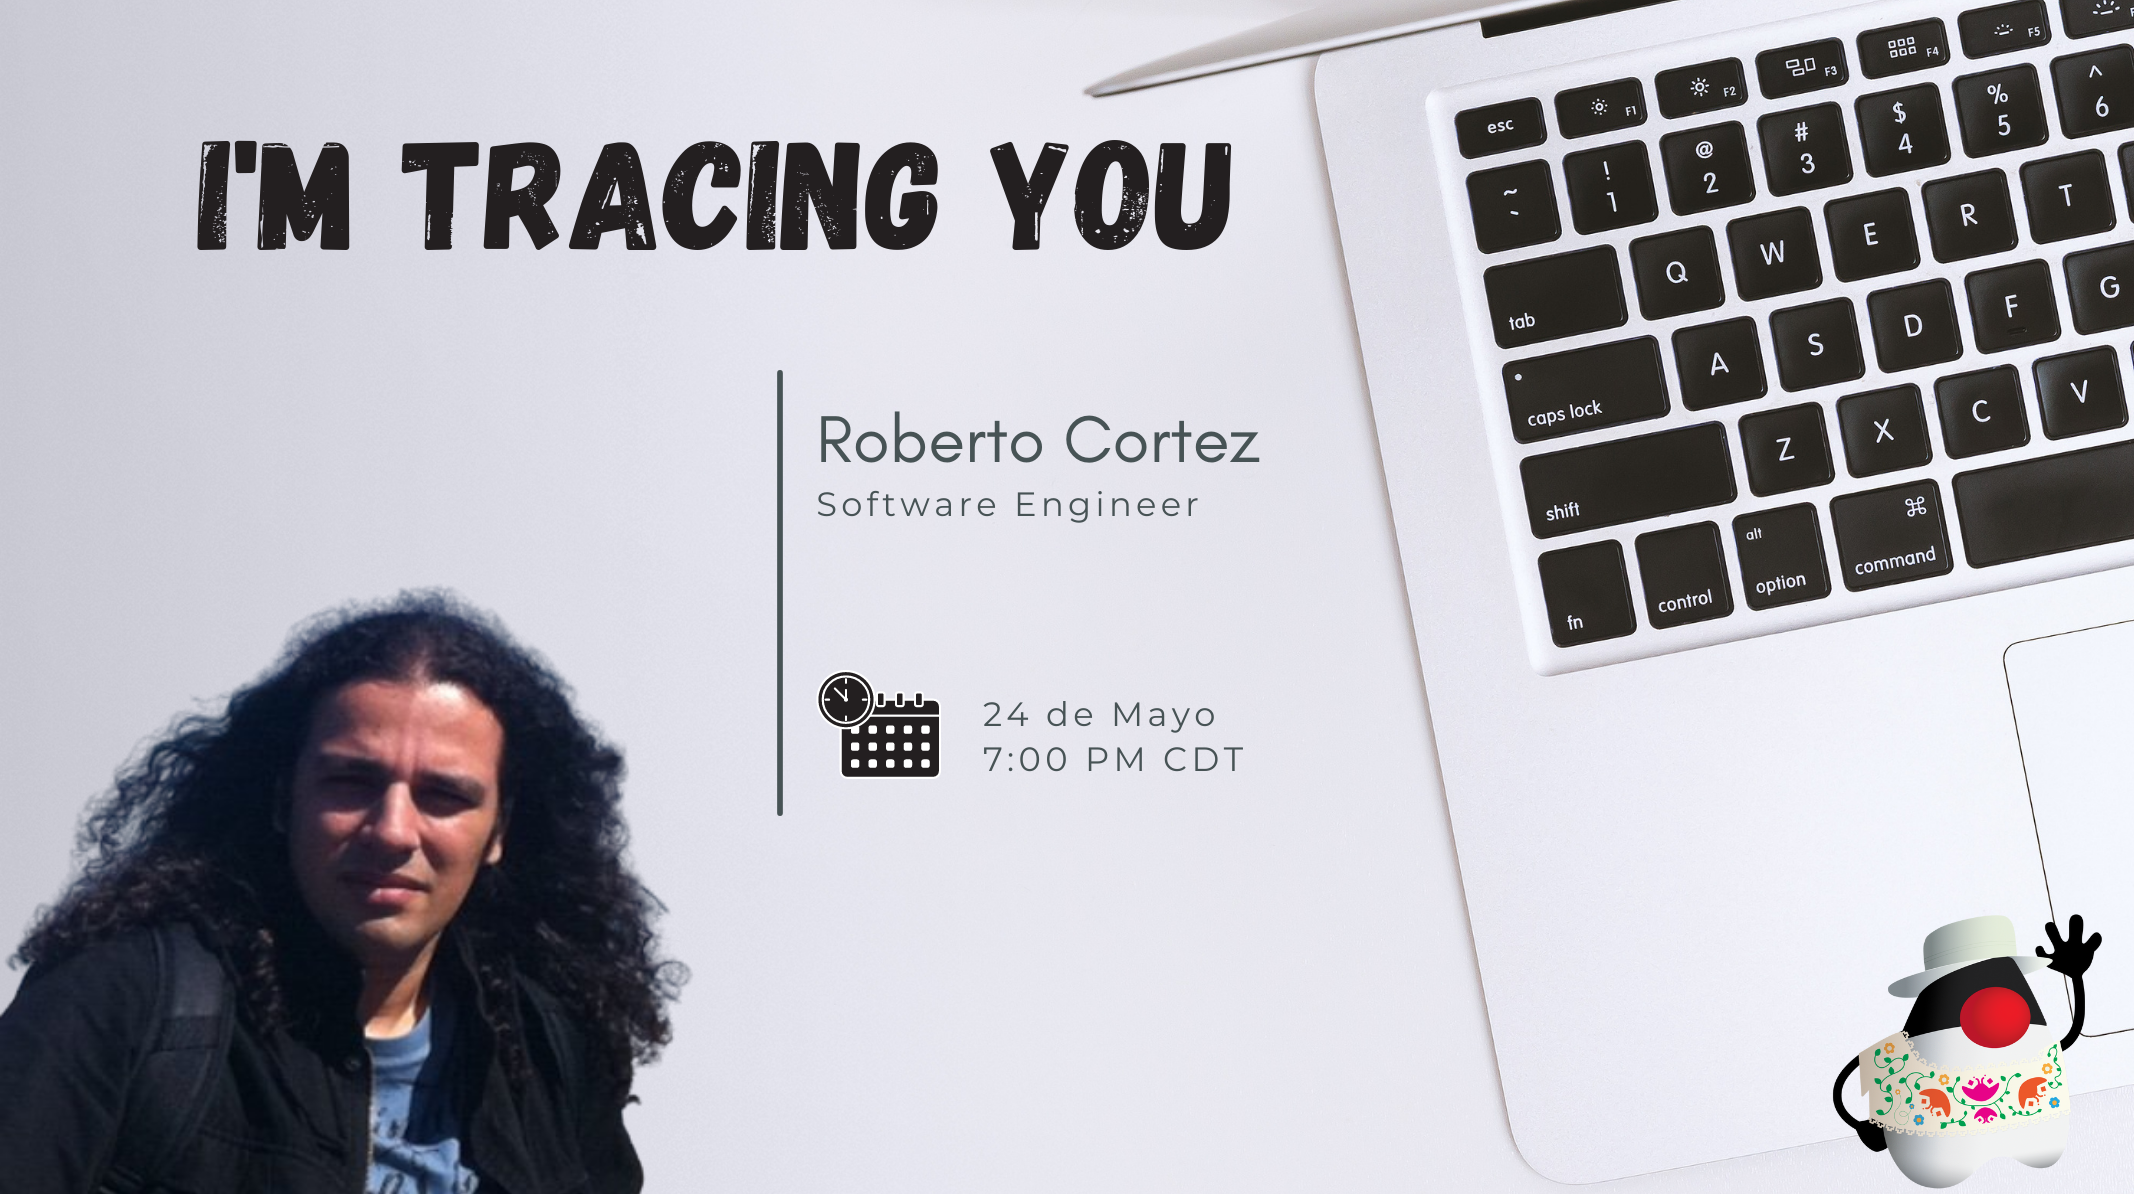 I'M TRACING YOU
Roberto Cortez
Software Engineer
24 de Mayo
7:00 PM CDT
esc F1 F2 F3 F4 F5
~ ` ! 1 @ 2 # 3 $ 4 % 5 ^ 6
tab Q W E R T
caps lock A S D F G
shift Z X C V
fn control alt option ⌘ command